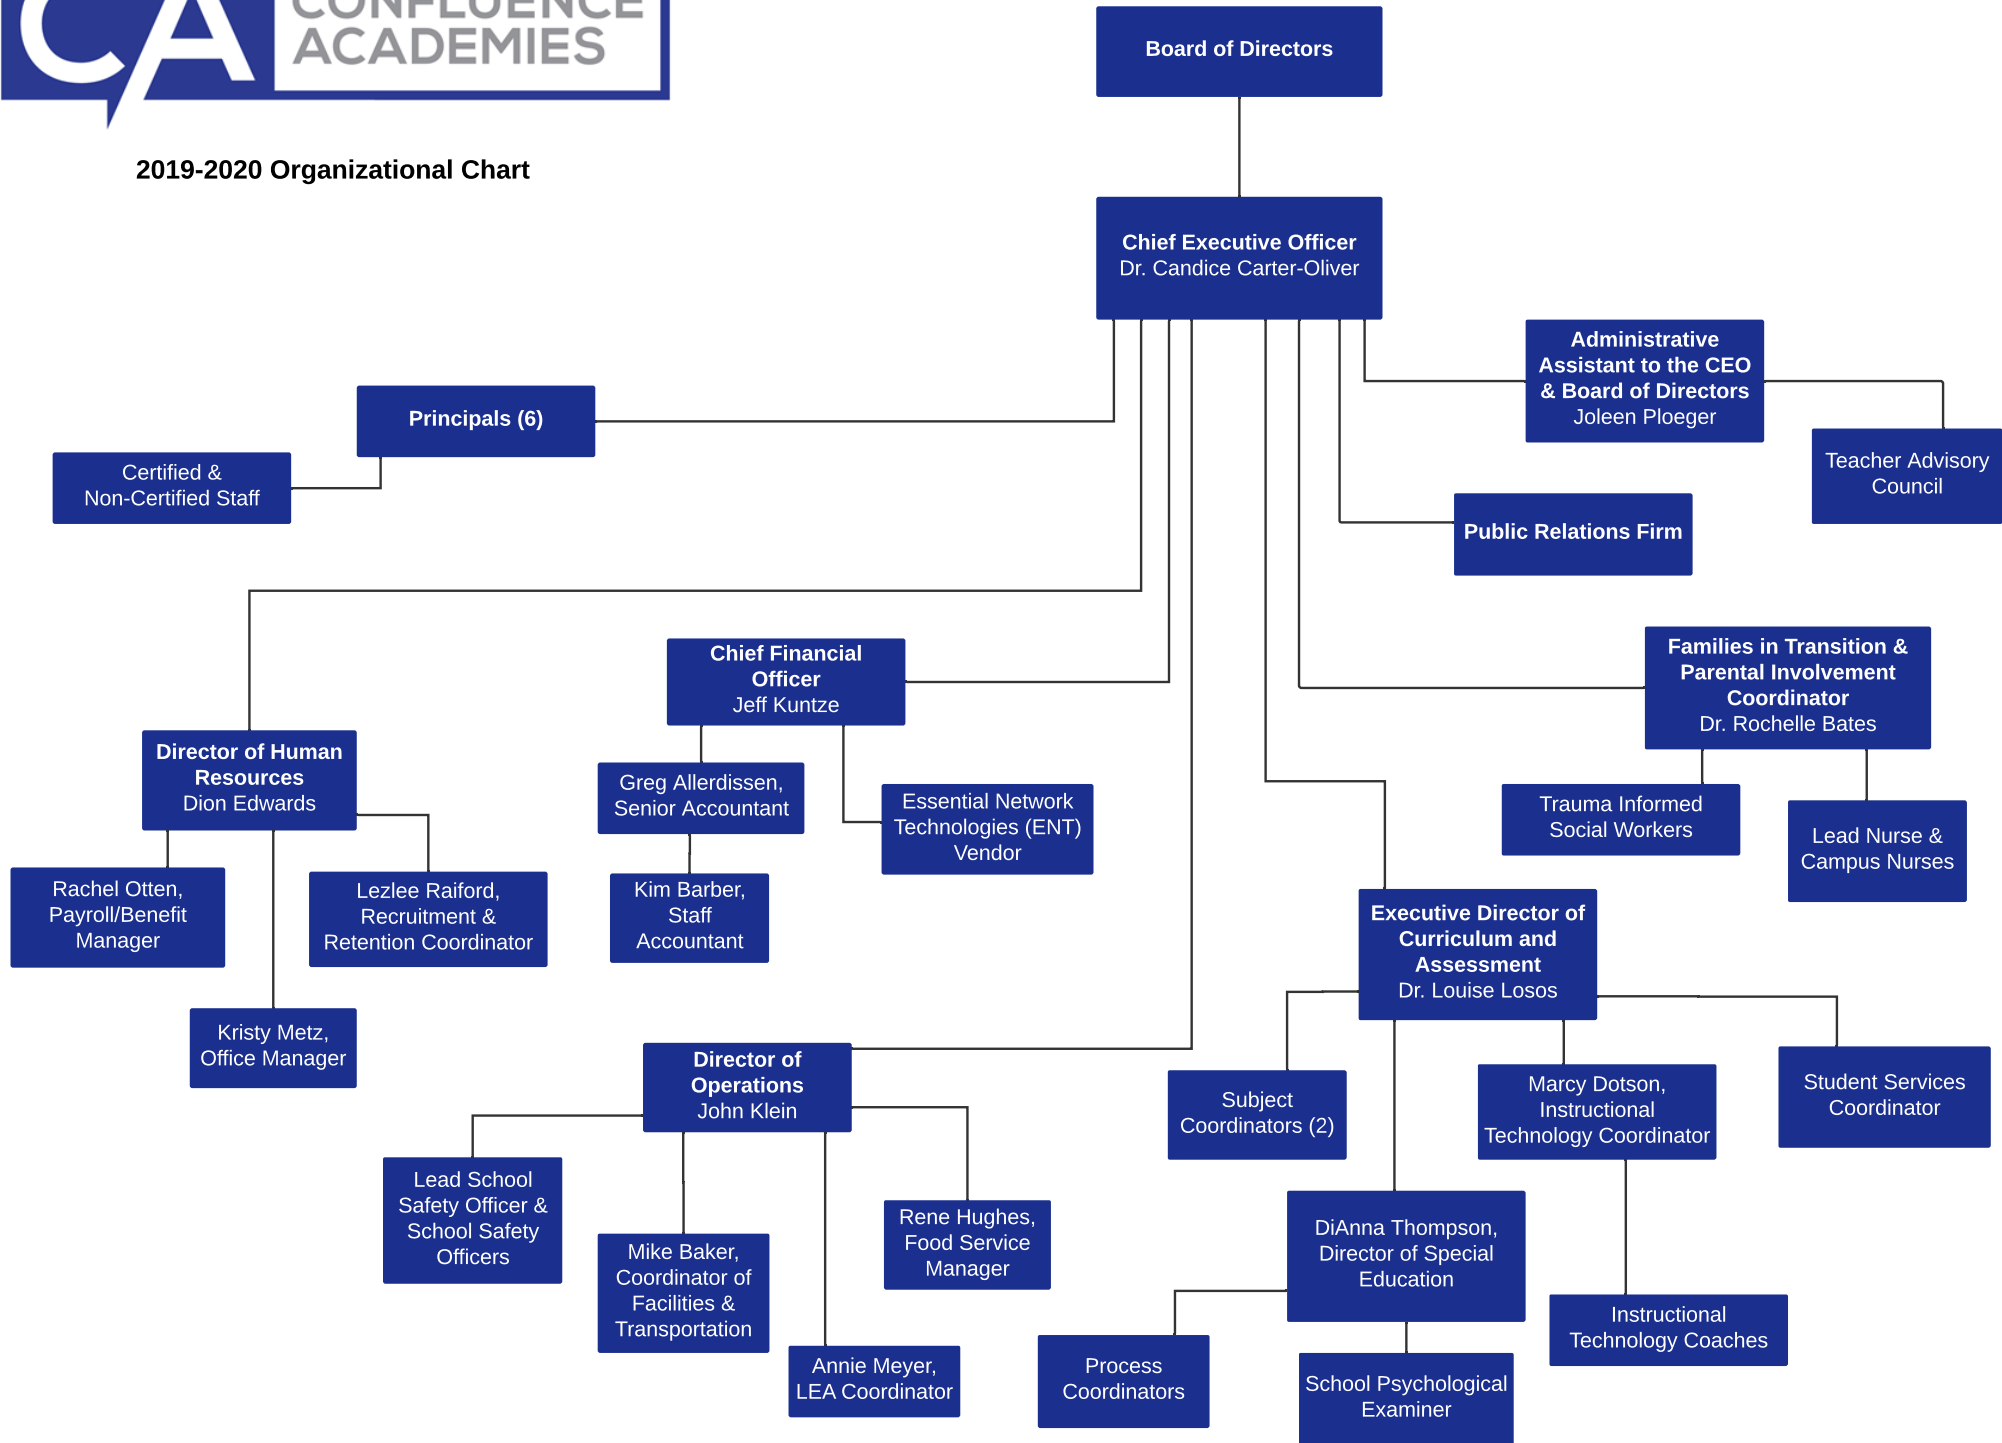 CONFLUENCE
ACADEMIES
CA
2019-2020 Organizational Chart
Board of Directors
Chief Executive Officer
Dr. Candice Carter-Oliver
Administrative
Assistant to the CEO
& Board of Directors
Joleen Ploeger
Teacher Advisory
Council
Principals (6)
Certified &
Non-Certified Staff
Public Relations Firm
Chief Financial
Officer
Jeff Kuntze
Families in Transition &
Parental Involvement
Coordinator
Dr. Rochelle Bates
Director of Human
Resources
Dion Edwards
Greg Allerdissen,
Senior Accountant
Essential Network
Technologies (ENT)
Vendor
Trauma Informed
Social Workers
Lead Nurse &
Campus Nurses
Rachel Otten,
Payroll/Benefit
Manager
Lezlee Raiford,
Recruitment &
Retention Coordinator
Kim Barber,
Staff
Accountant
Executive Director of
Curriculum and
Assessment
Dr. Louise Losos
Kristy Metz,
Office Manager
Director of
Operations
John Klein
Subject
Coordinators (2)
Marcy Dotson,
Instructional
Technology Coordinator
Student Services
Coordinator
Lead School
Safety Officer &
School Safety
Officers
Mike Baker,
Coordinator of
Facilities &
Transportation
Rene Hughes,
Food Service
Manager
Annie Meyer,
LEA Coordinator
DiAnna Thompson,
Director of Special
Education
Instructional
Technology Coaches
Process
Coordinators
School Psychological
Examiner